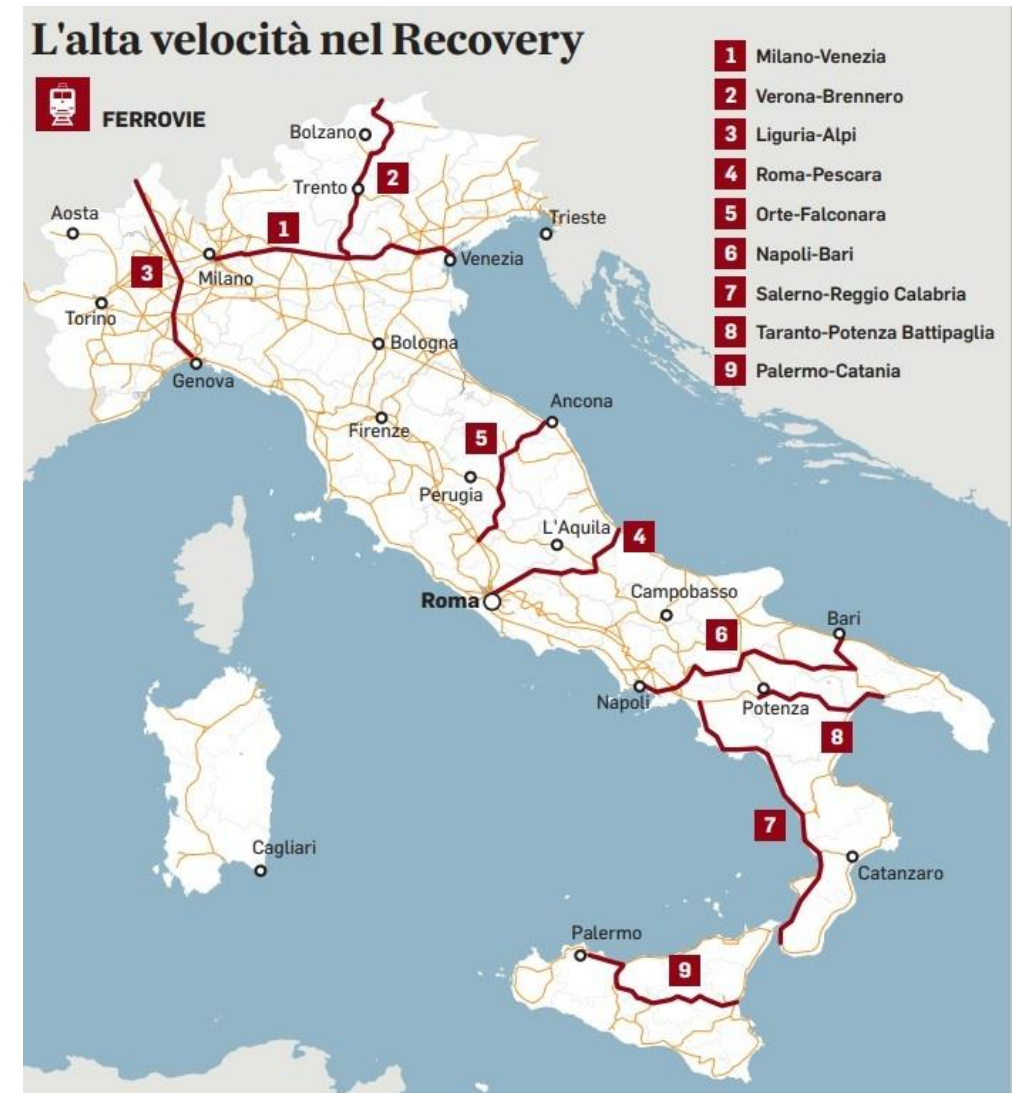 L'alta velocità nel Recovery
FERROVIE
1 Milano-Venezia
2 Verona-Brennero
3 Liguria-Alpi
4 Roma-Pescara
5 Orte-Falconara
6 Napoli-Bari
7 Salerno-Reggio Calabria
8 Taranto-Potenza Battipaglia
9 Palermo-Catania
Bolzano
Trento
2
Aosta
Trieste
1
Venezia
Milano
3
Torino
Bologna
Genova
Ancona
Firenze
5
Perugia
L'Aquila
4
Roma
Campobasso
Bari
6
Napoli
Potenza
8
7
Cagliari
Catanzaro
Palermo
9